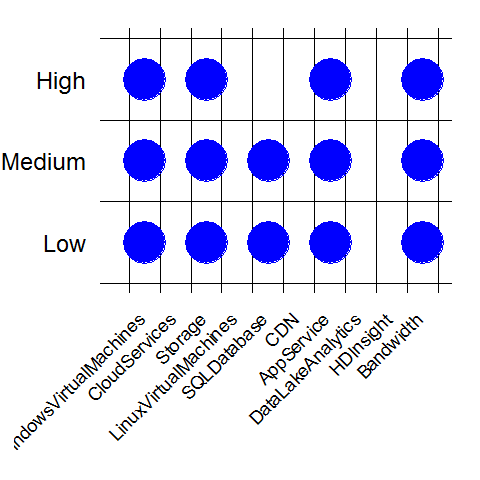 High
Medium
Low
ndowsVirtualMachines
CloudServices
Storage
LinuxVirtualMachines
SQLDatabase
CDN
AppService
DataLakeAnalytics
HDInsight
Bandwidth